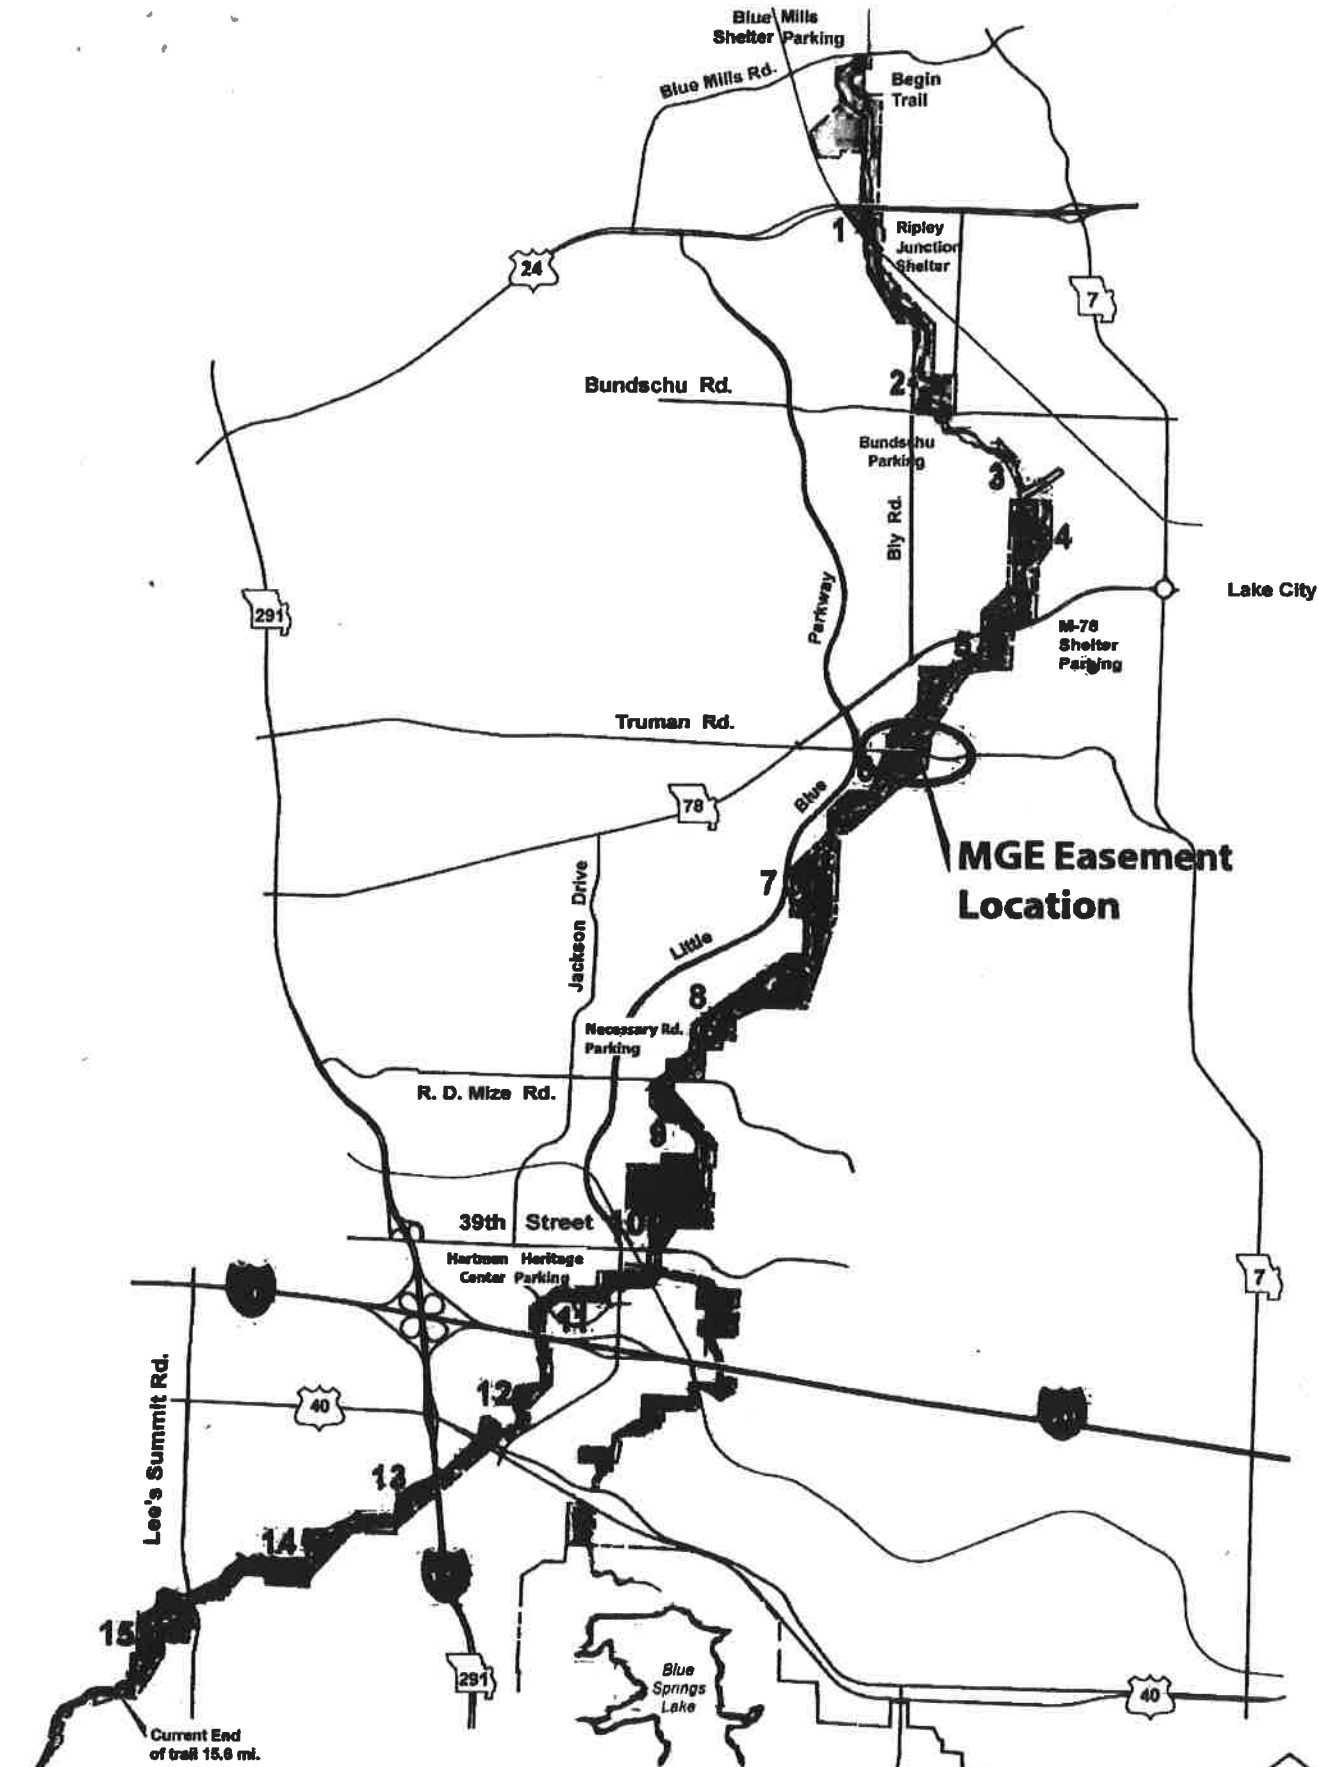 Blue Mills
Shelter Parking
Blue Mills Rd.
Begin
Trail
1
Ripley
Junction
Shelter
24
7
Bundschu Rd.
2
Bundschu
Parking
3
Bly Rd.
4
Parkway
Lake City
291
M-78
Shelter
Parking
5
Truman Rd.
6
78
Blue
MGE Easement
Location
7
Jackson Drive
Little
8
Necessary Rd.
Parking
R. D. Mize Rd.
9
39th Street
10
Hartman Heritage
Center Parking
7
11
Lee's Summit Rd.
40
12
13
14
15
291
Blue
Springs
Lake
40
Current End
of trail 15.6 mi.